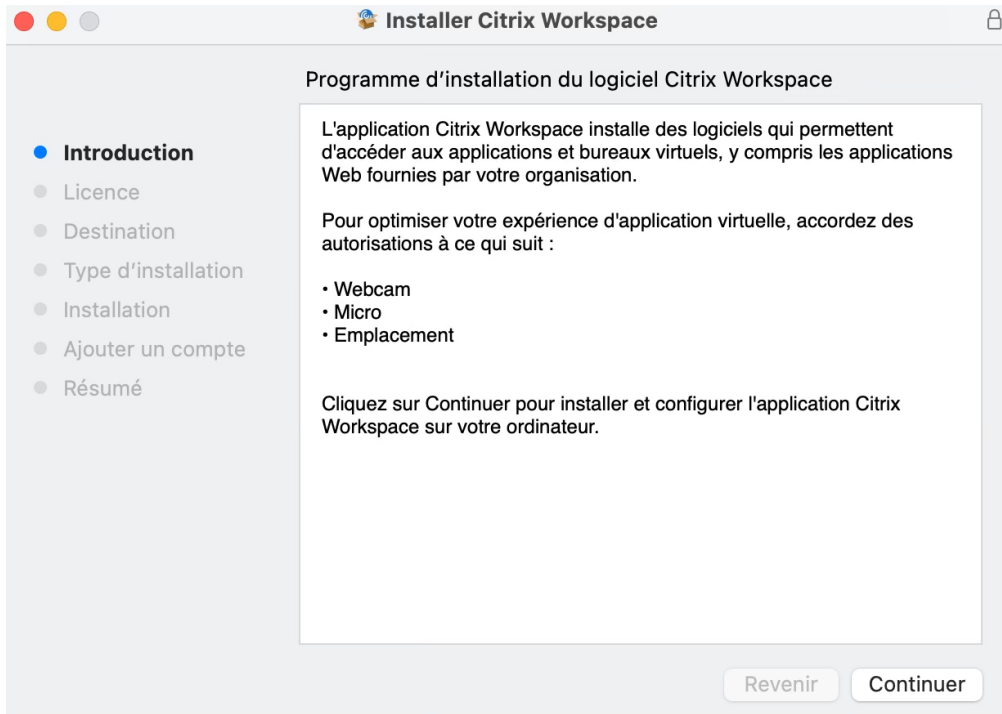 Installer Citrix Workspace
Programme d’installation du logiciel Citrix Workspace
Introduction
Licence
Destination
Type d’installation
Installation
Ajouter un compte
Résumé
L'application Citrix Workspace installe des logiciels qui permettent
d'accéder aux applications et bureaux virtuels, y compris les applications
Web fournies par votre organisation.
Pour optimiser votre expérience d'application virtuelle, accordez des
autorisations à ce qui suit :
• Webcam
• Micro
• Emplacement
Cliquez sur Continuer pour installer et configurer l'application Citrix
Workspace sur votre ordinateur.
Revenir
Continuer